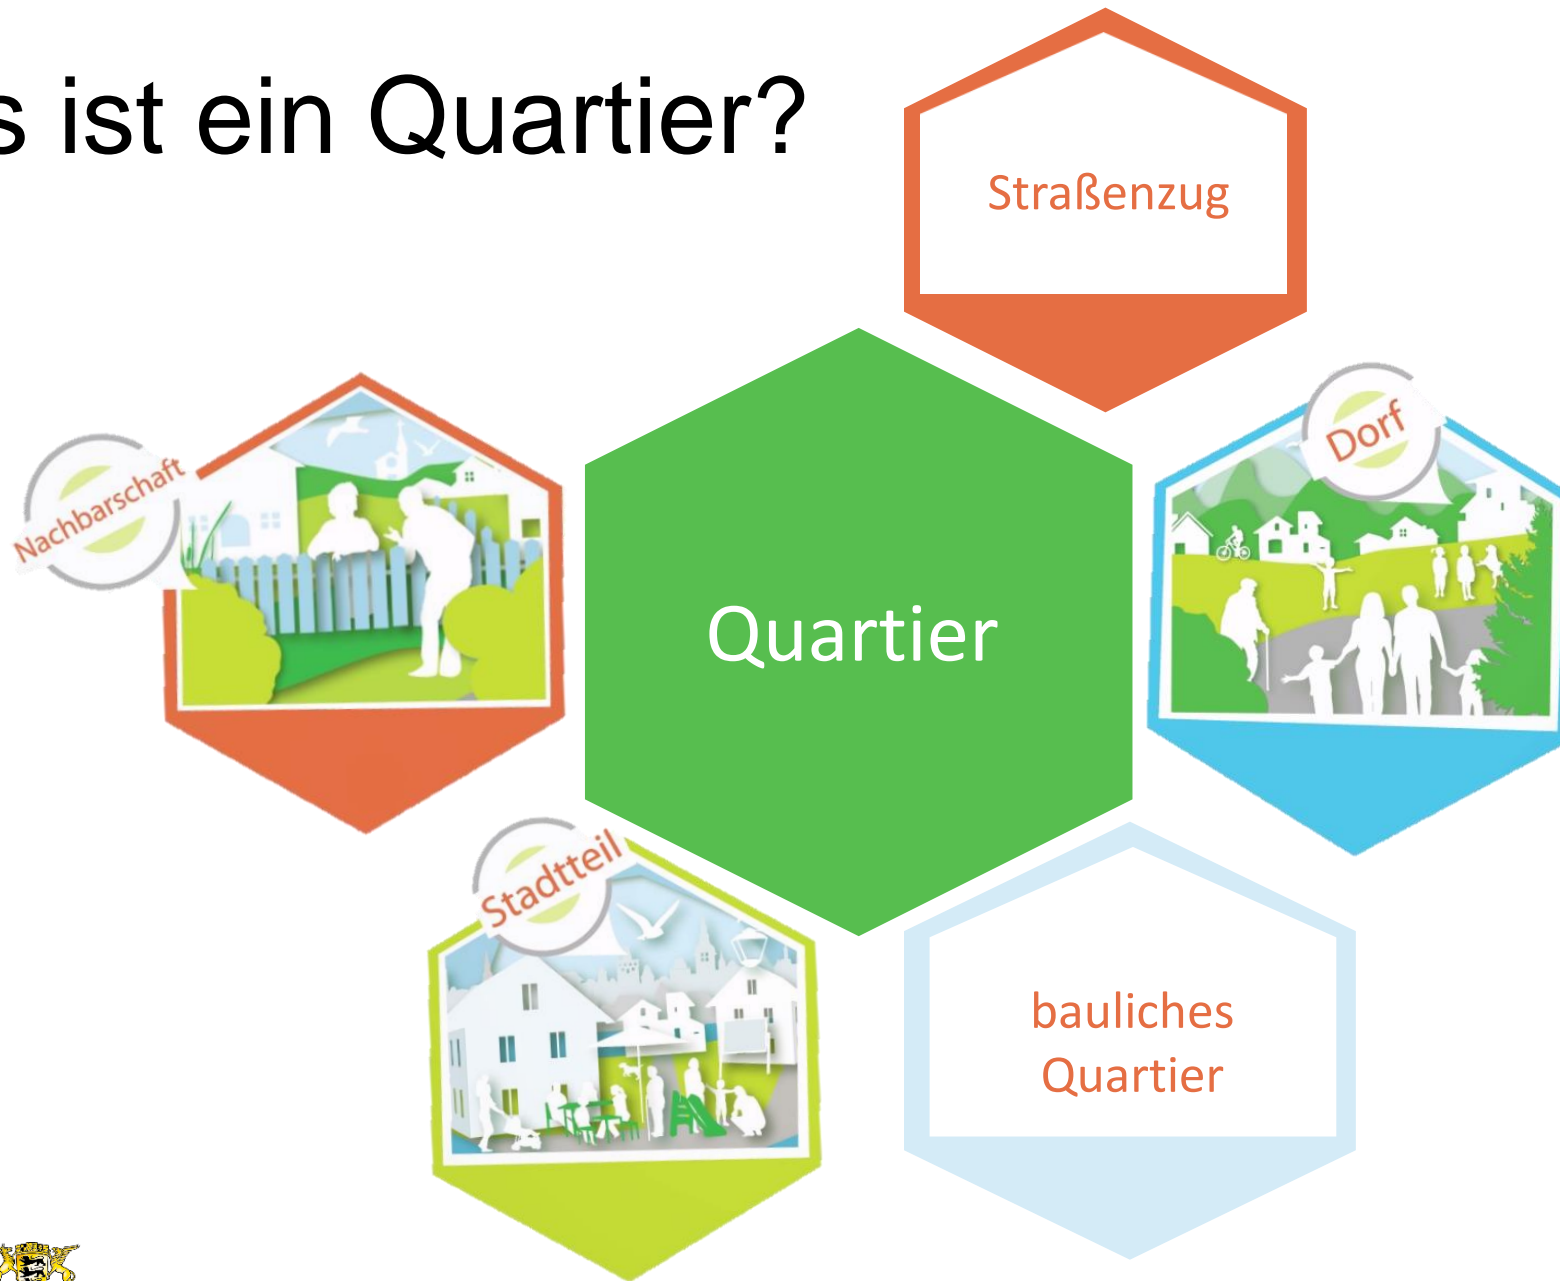 s ist ein Quartier?
Straßenzug
Dorf
Nachbarschaft
Quartier
Stadtteil
bauliches
Quartier